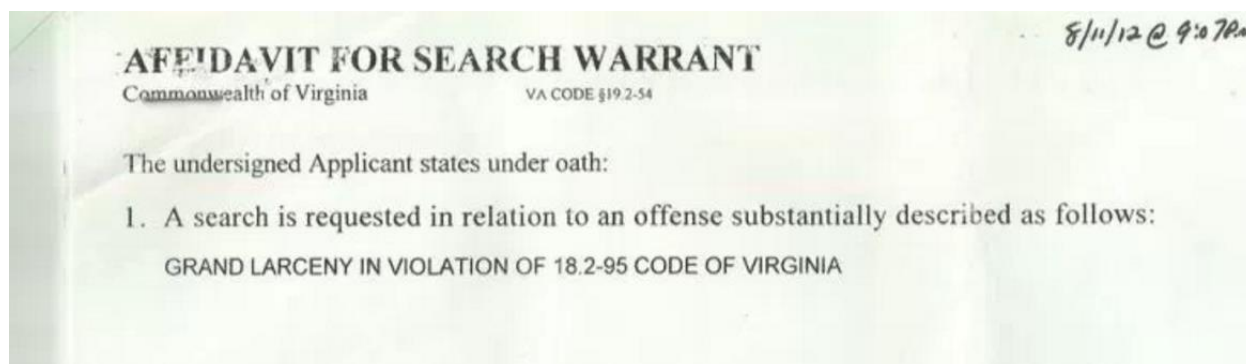 8/11/12 @ 9:07P.m
AFFIDAVIT FOR SEARCH WARRANT
Commonwealth of Virginia VA CODE §19.2-54
The undersigned Applicant states under oath:
1. A search is requested in relation to an offense substantially described as follows:
GRAND LARCENY IN VIOLATION OF 18.2-95 CODE OF VIRGINIA